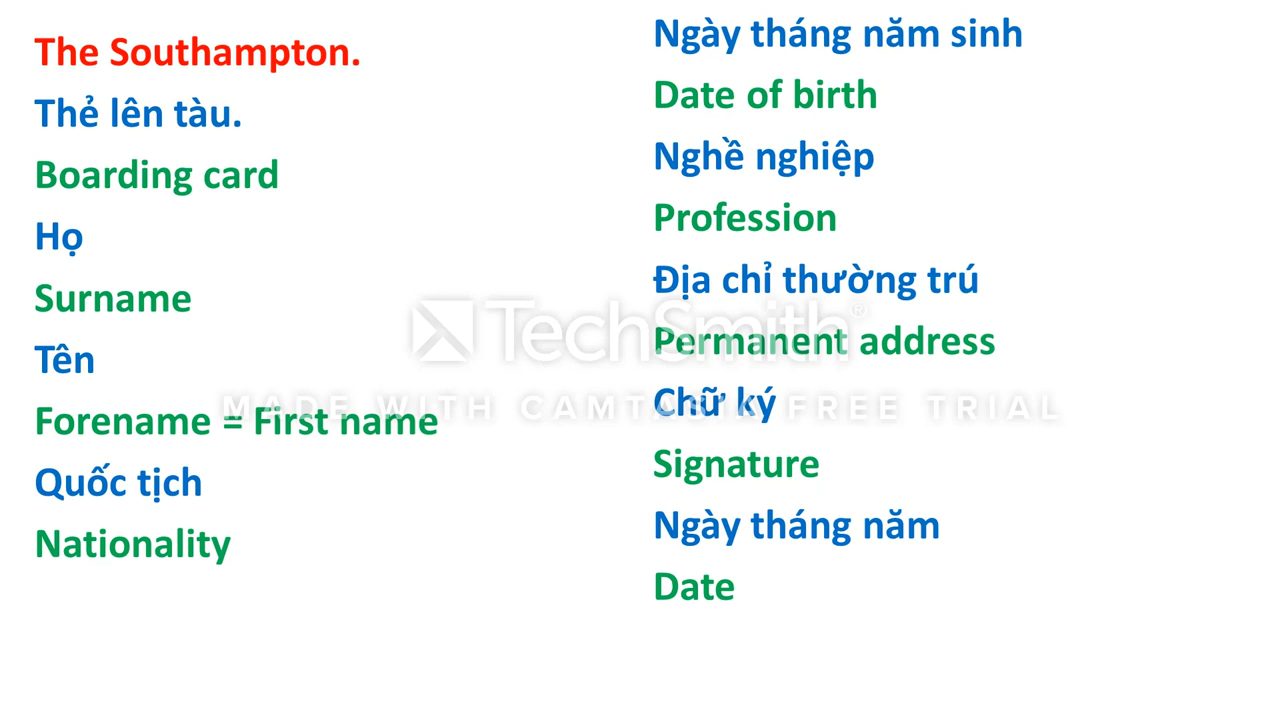 The Southampton.
Thẻ lên tàu.
Boarding card
Họ
Surname
Tên
Forename = First name
Quốc tịch
Nationality
Ngày tháng năm sinh
Date of birth
Nghề nghiệp
Profession
Địa chỉ thường trú
Permanent address
Chữ ký
Signature
Ngày tháng năm
Date
TechSmith®
MADE WITH CAMTASIA FREE TRIAL